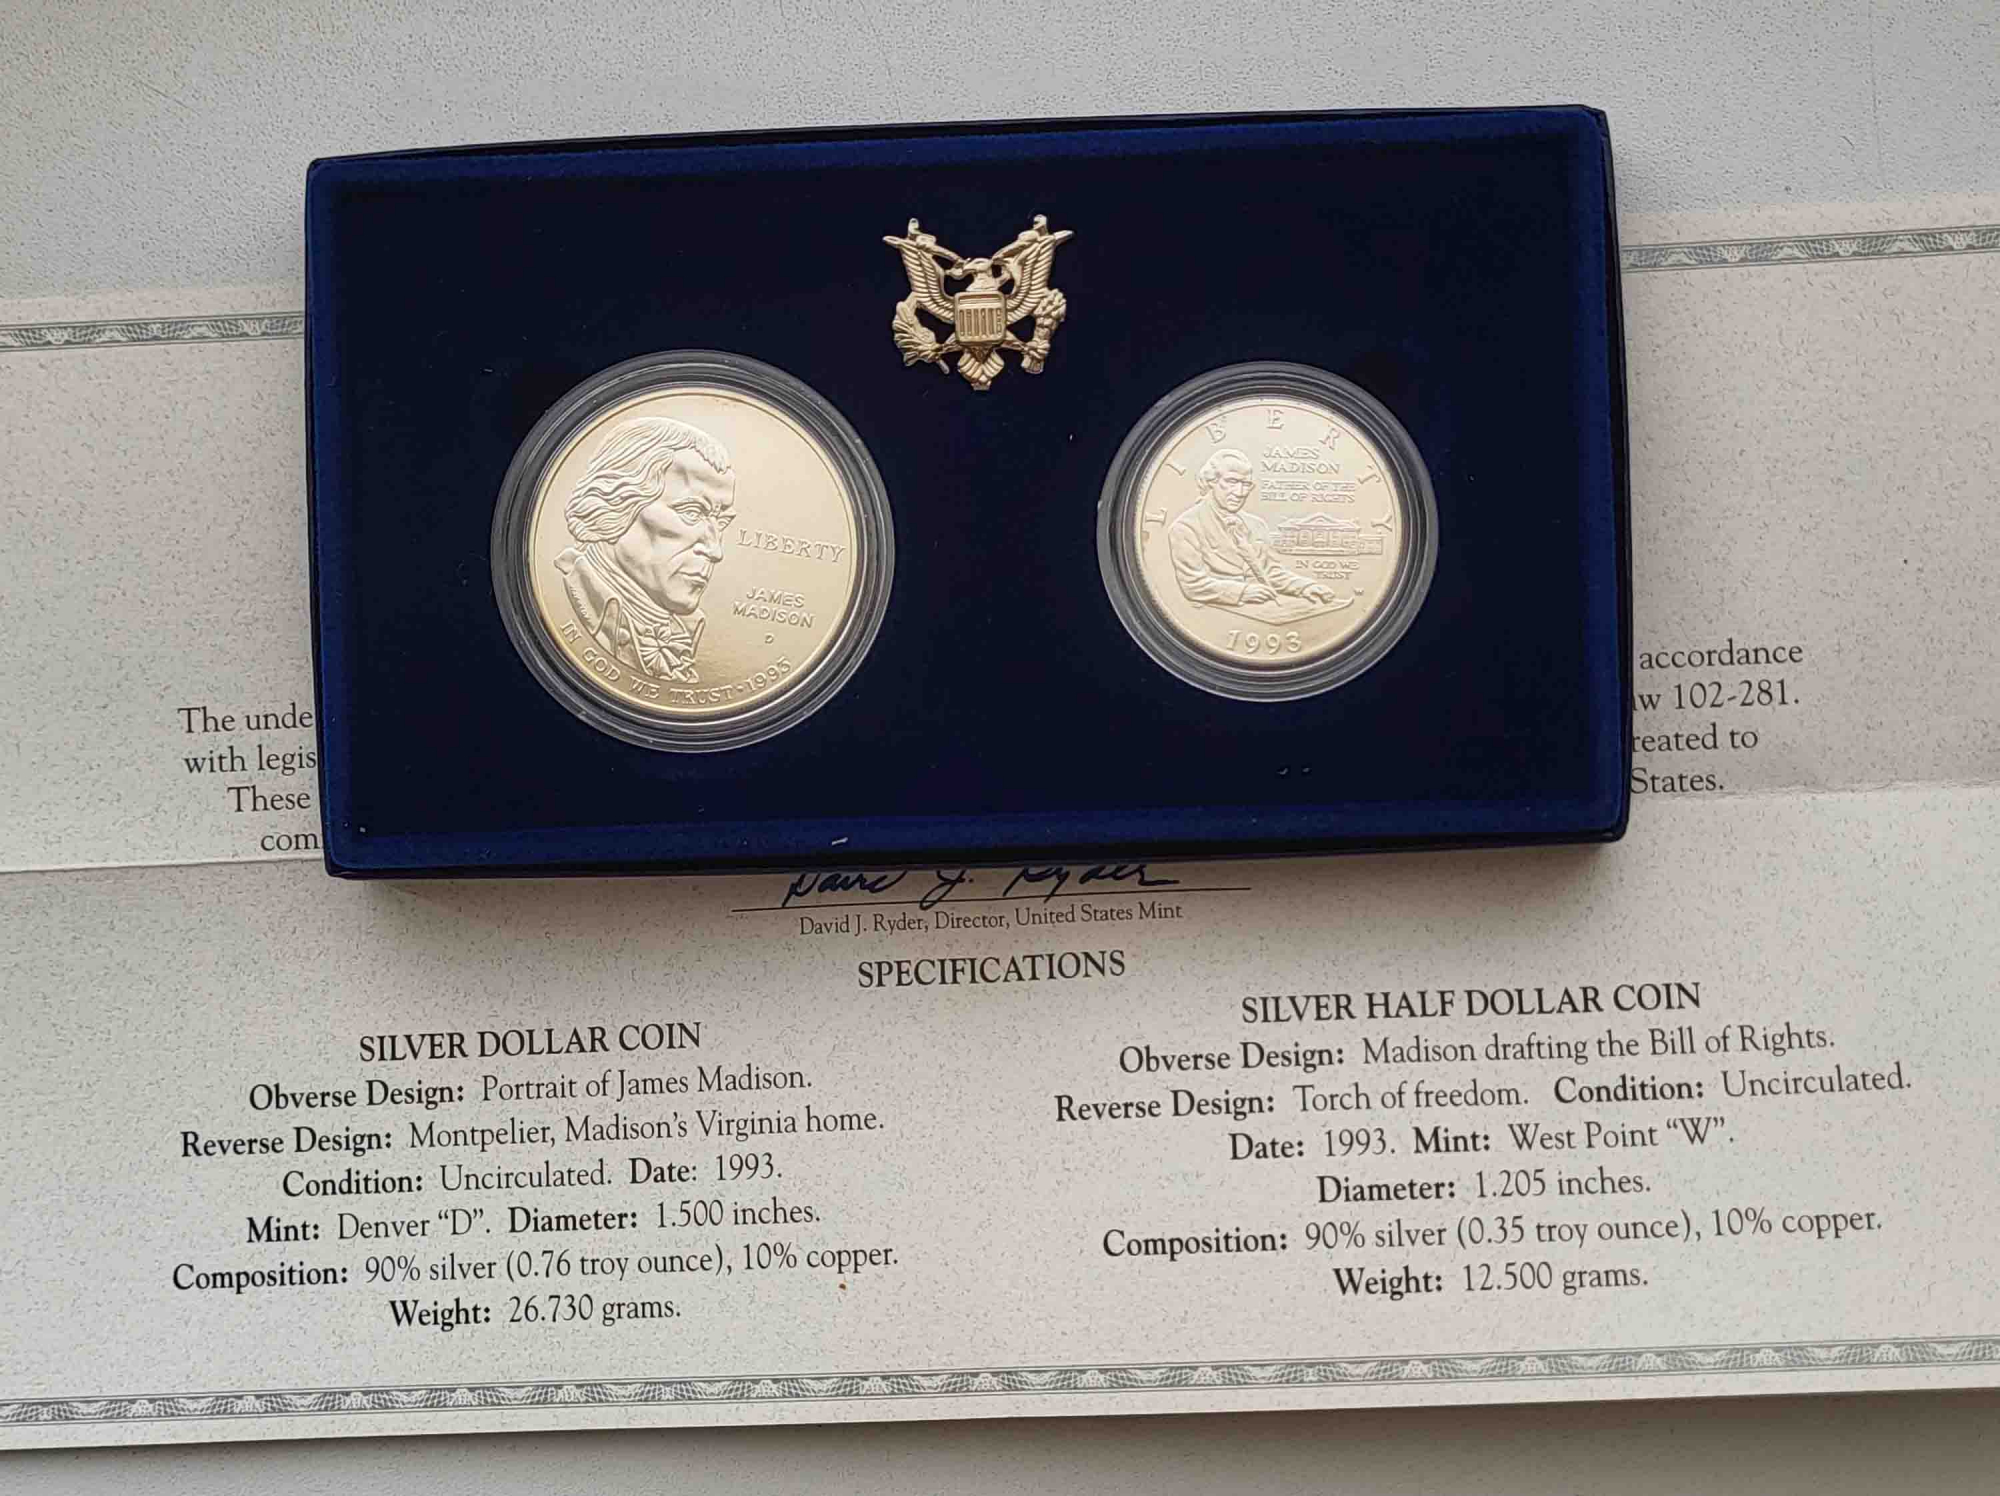 LIBERTY
JAMES
MADISON
D
IN GOD WE TRUST·1993
LIBERTY
JAMES
MADISON
FATHER OF THE
BILL OF RIGHTS
IN GOD WE
TRUST
W
1993
The unde
accordance
with legis
w 102-281.
These
reated to
com
States.
David J. Ryder
David J. Ryder, Director, United States Mint
SPECIFICATIONS
SILVER DOLLAR COIN
Obverse Design: Portrait of James Madison.
Reverse Design: Montpelier, Madison's Virginia home.
Condition: Uncirculated. Date: 1993.
Mint: Denver “D”. Diameter: 1.500 inches.
Composition: 90% silver (0.76 troy ounce), 10% copper.
Weight: 26.730 grams.
SILVER HALF DOLLAR COIN
Obverse Design: Madison drafting the Bill of Rights.
Reverse Design: Torch of freedom. Condition: Uncirculated.
Date: 1993. Mint: West Point “W”.
Diameter: 1.205 inches.
Composition: 90% silver (0.35 troy ounce), 10% copper.
Weight: 12.500 grams.